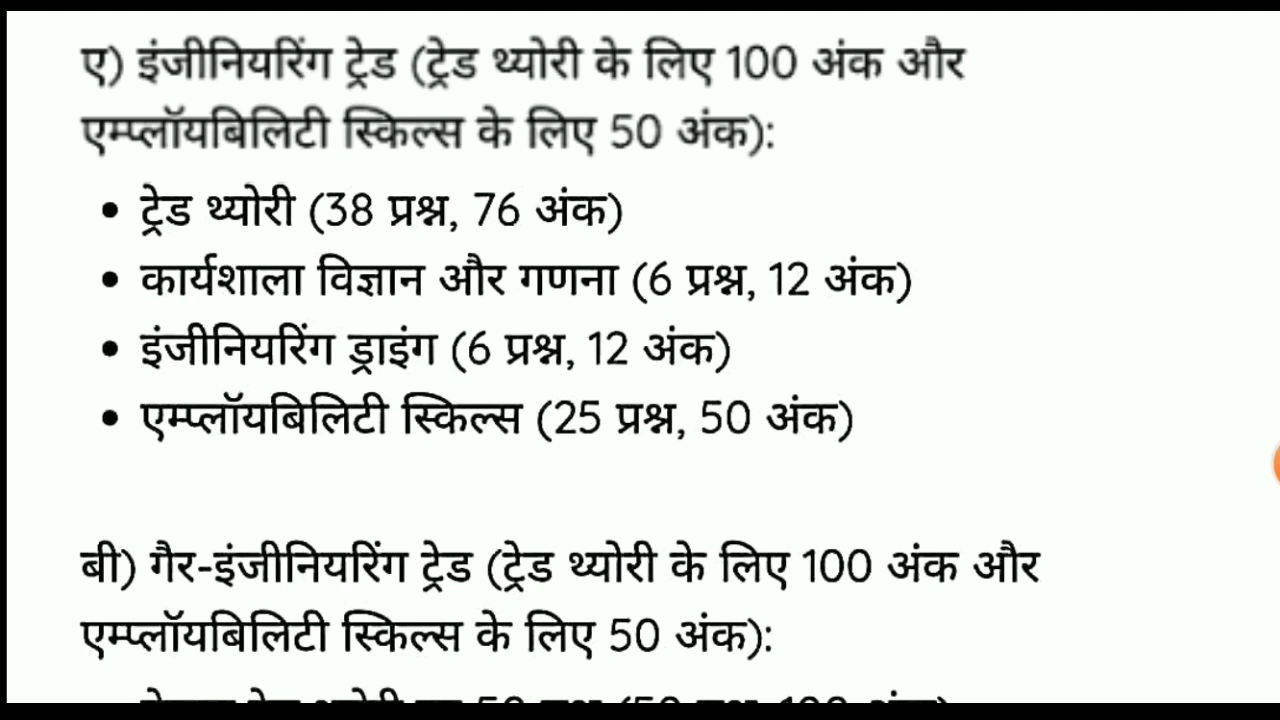 ए) इंजीनियरिंग ट्रेड (ट्रेड थ्योरी के लिए 100 अंक और
एम्प्लॉयबिलिटी स्किल्स के लिए 50 अंक):
• ट्रेड थ्योरी (38 प्रश्न, 76 अंक)
• कार्यशाला विज्ञान और गणना (6 प्रश्न, 12 अंक)
• इंजीनियरिंग ड्राइंग (6 प्रश्न, 12 अंक)
• एम्प्लॉयबिलिटी स्किल्स (25 प्रश्न, 50 अंक)
बी) गैर-इंजीनियरिंग ट्रेड (ट्रेड थ्योरी के लिए 100 अंक और
एम्प्लॉयबिलिटी स्किल्स के लिए 50 अंक):